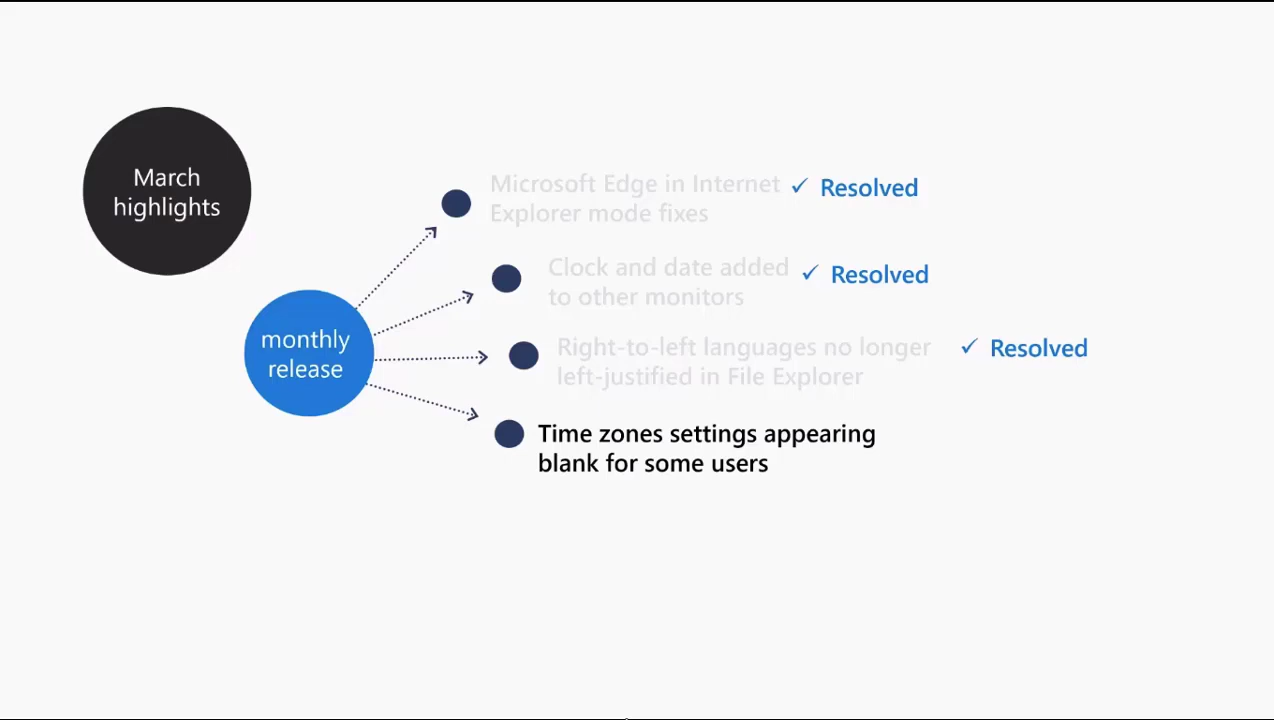 March
highlights
Microsoft Edge in Internet
Explorer mode fixes
✓ Resolved
Clock and date added
to other monitors
✓ Resolved
monthly
release
Right-to-left languages no longer
left-justified in File Explorer
✓ Resolved
Time zones settings appearing
blank for some users